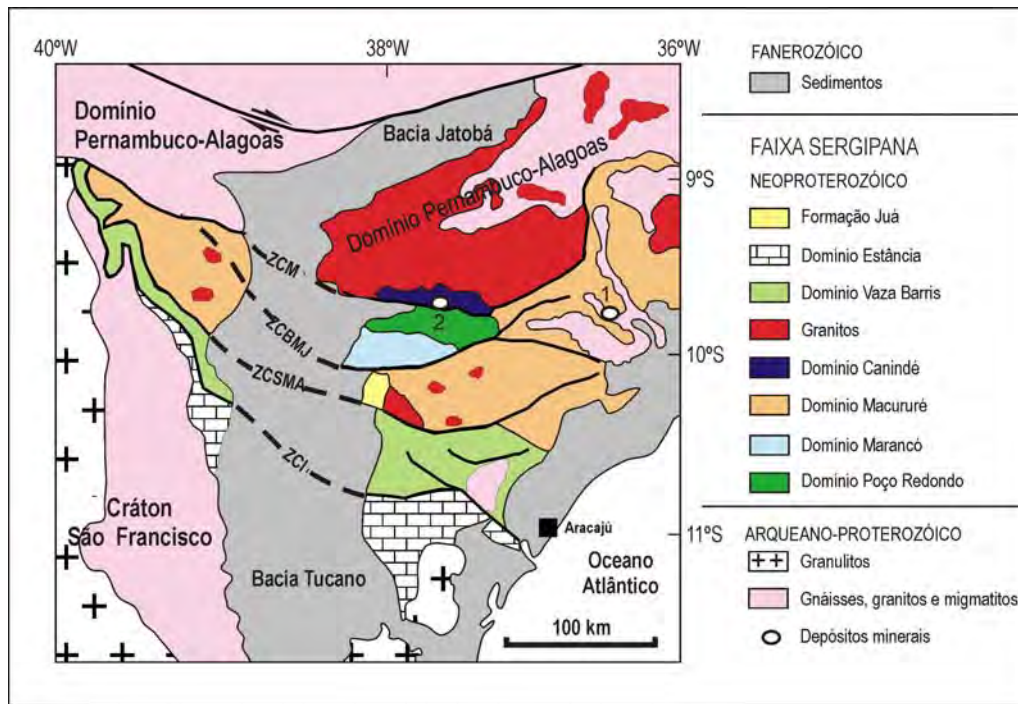 40ºW
38ºW
36ºW
Domínio
Pernambuco-Alagoas
Bacia Jatobá
Domínio Pernambuco-Alagoas
9ºS
10ºS
11ºS
ZCM
ZCBMJ
ZCSMA
ZCI
1
2
Cráton
São Francisco
Bacia Tucano
Aracajú
Oceano
Atlântico
100 km
FANEROZÓICO
Sedimentos
FAIXA SERGIPANA
NEOPROTEROZÓICO
Formação Juá
Domínio Estância
Domínio Vaza Barris
Granitos
Domínio Canindé
Domínio Macururé
Domínio Marancó
Domínio Poço Redondo
ARQUEANO-PROTEROZÓICO
Granulitos
Gnáisses, granitos e migmatitos
Depósitos minerais